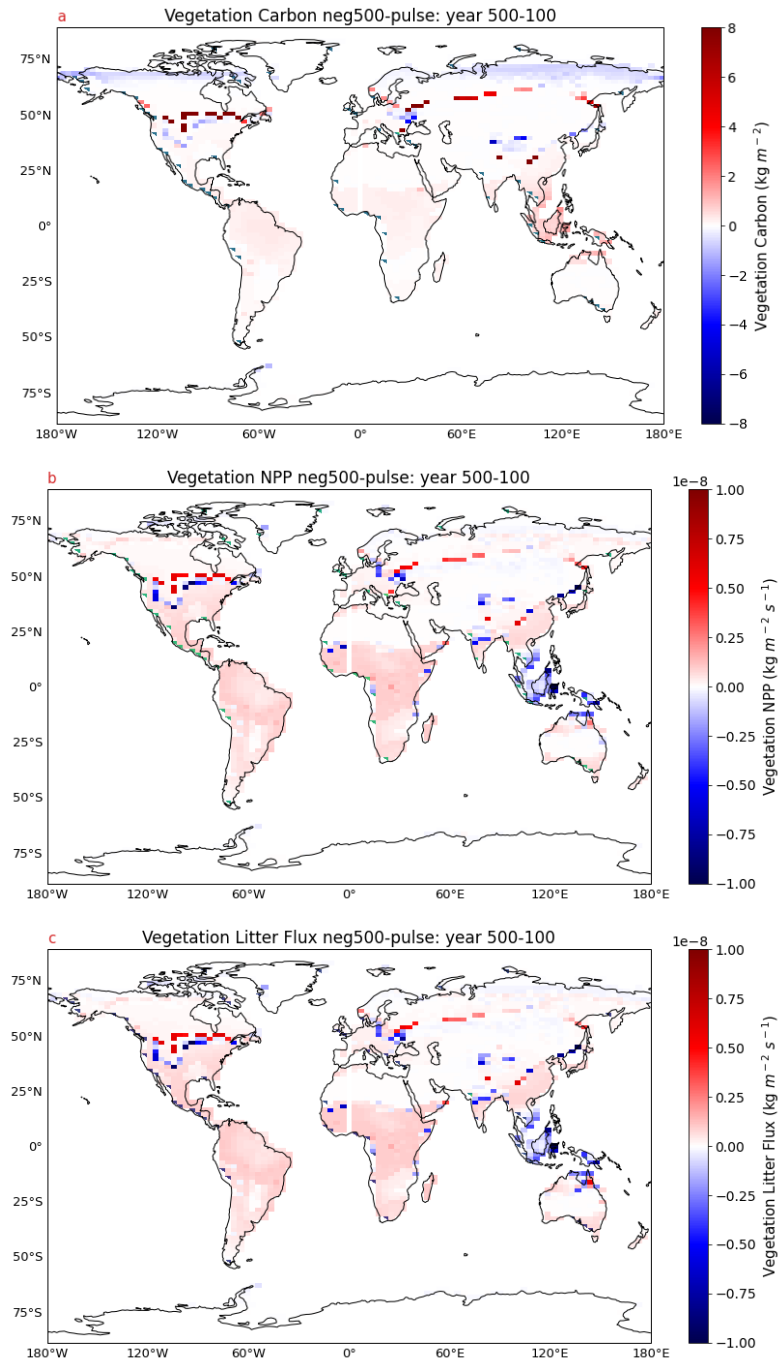 a
Vegetation Carbon neg500-pulse: year 500-100
75°N
50°N
25°N
0°
25°S
50°S
75°S
180°W 120°W 60°W 0° 60°E 120°E 180°E
8
6
4
2
0
−2
−4
−6
−8
Vegetation Carbon (kg m⁻²)
b
Vegetation NPP neg500-pulse: year 500-100
75°N
50°N
25°N
0°
25°S
50°S
75°S
180°W 120°W 60°W 0° 60°E 120°E 180°E
1e−8
1.00
0.75
0.50
0.25
0.00
−0.25
−0.50
−0.75
−1.00
Vegetation NPP (kg m⁻² s⁻¹)
c
Vegetation Litter Flux neg500-pulse: year 500-100
75°N
50°N
25°N
0°
25°S
50°S
75°S
180°W 120°W 60°W 0° 60°E 120°E 180°E
1e−8
1.00
0.75
0.50
0.25
0.00
−0.25
−0.50
−0.75
−1.00
Vegetation Litter Flux (kg m⁻² s⁻¹)